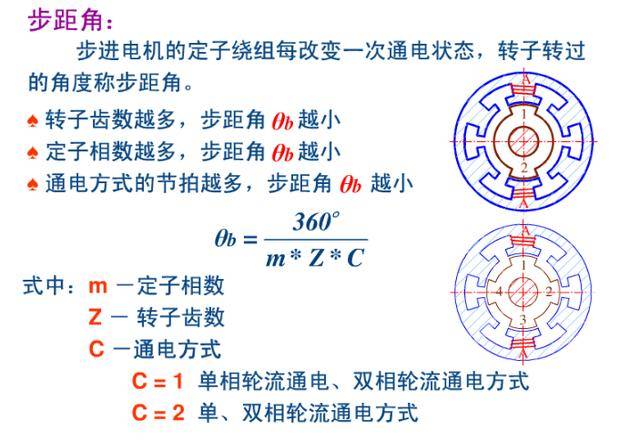 步距角：
步进电机的定子绕组每改变一次通电状态，转子转过
的角度称步距角。
♠ 转子齿数越多，步距角 θb 越小
♠ 定子相数越多，步距角 θb 越小
♠ 通电方式的节拍越多，步距角 θb 越小
θb = 360° / m * Z * C
式中：m －定子相数
Z － 转子齿数
C －通电方式
C = 1 单相轮流通电、双相轮流通电方式
C = 2 单、双相轮流通电方式
A
1
2
A
A
1
4 2
3
A